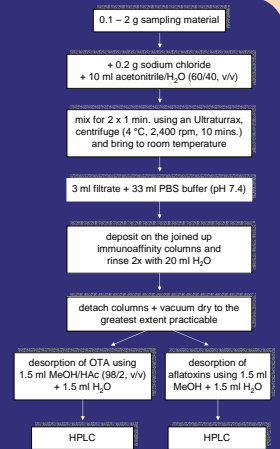 0.1 – 2 g sampling material
+ 0.2 g sodium chloride
+ 10 ml acetonitrile/H₂O (60/40, v/v)
mix for 2 x 1 min. using an Ultraturrax,
centrifuge (4 °C, 2,400 rpm, 10 mins.)
and bring to room temperature
3 ml filtrate + 33 ml PBS buffer (pH 7.4)
deposit on the joined up
immunoaffinity columns and
rinse 2x with 20 ml H₂O
detach columns + vacuum dry to the
greatest extent practicable
desorption of OTA using
1.5 ml MeOH/HAc (98/2, v/v)
+ 1.5 ml H₂O
desorption of
aflatoxins using 1.5 ml
MeOH + 1.5 ml H₂O
HPLC
HPLC